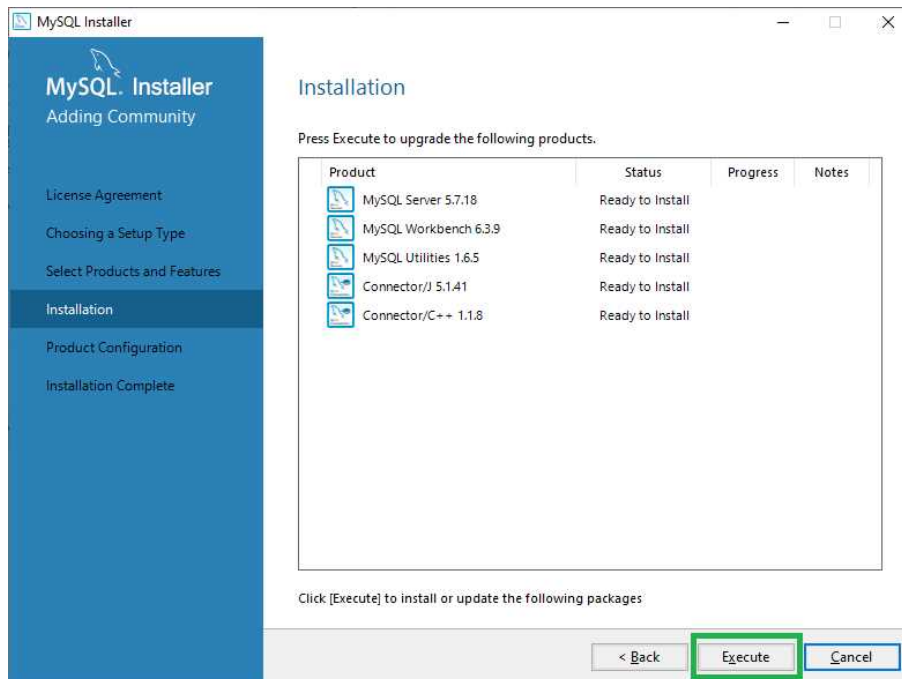 MySQL Installer
MySQL. Installer
Adding Community
License Agreement
Choosing a Setup Type
Select Products and Features
Installation
Product Configuration
Installation Complete
Installation
Press Execute to upgrade the following products.
Product Status Progress Notes
MySQL Server 5.7.18 Ready to Install
MySQL Workbench 6.3.9 Ready to Install
MySQL Utilities 1.6.5 Ready to Install
Connector/J 5.1.41 Ready to Install
Connector/C++ 1.1.8 Ready to Install
Click [Execute] to install or update the following packages
< Back Execute Cancel